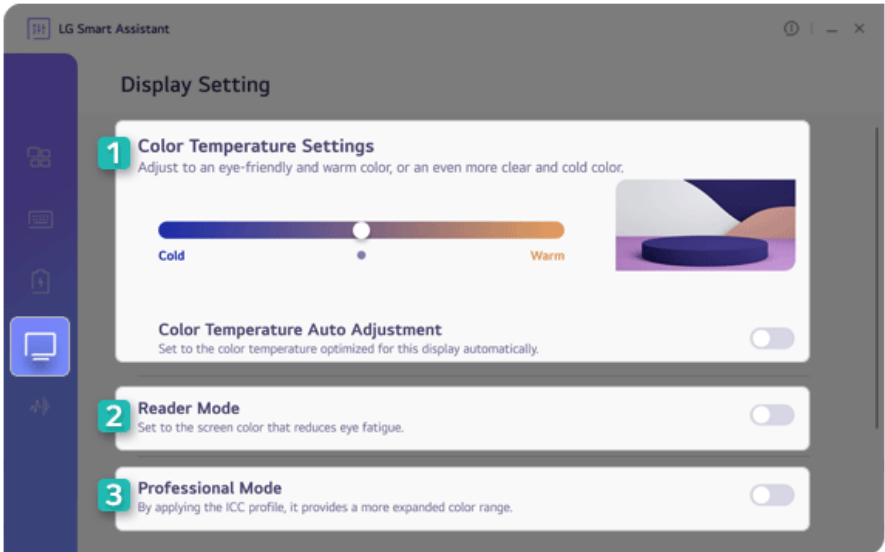 LG Smart Assistant
Display Setting
1
Color Temperature Settings
Adjust to an eye-friendly and warm color, or an even more clear and cold color.
Cold
Warm
Color Temperature Auto Adjustment
Set to the color temperature optimized for this display automatically.
2
Reader Mode
Set to the screen color that reduces eye fatigue.
3
Professional Mode
By applying the ICC profile, it provides a more expanded color range.